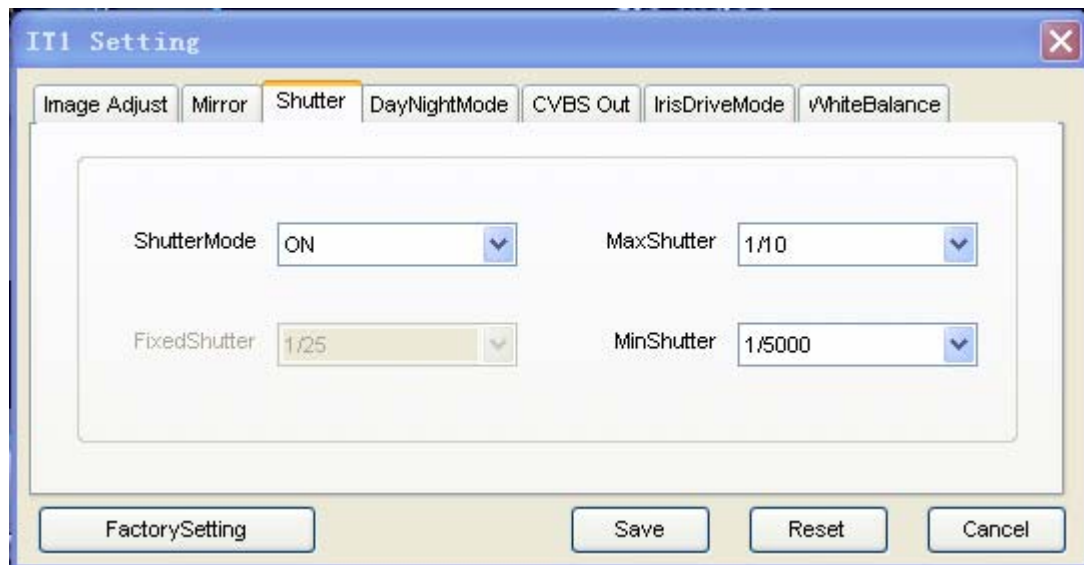 IT1 Setting
Image Adjust Mirror Shutter DayNightMode CVBS Out IrisDriveMode WhiteBalance
ShutterMode ON MaxShutter 1/10
FixedShutter 1/25 MinShutter 1/5000
FactorySetting Save Reset Cancel